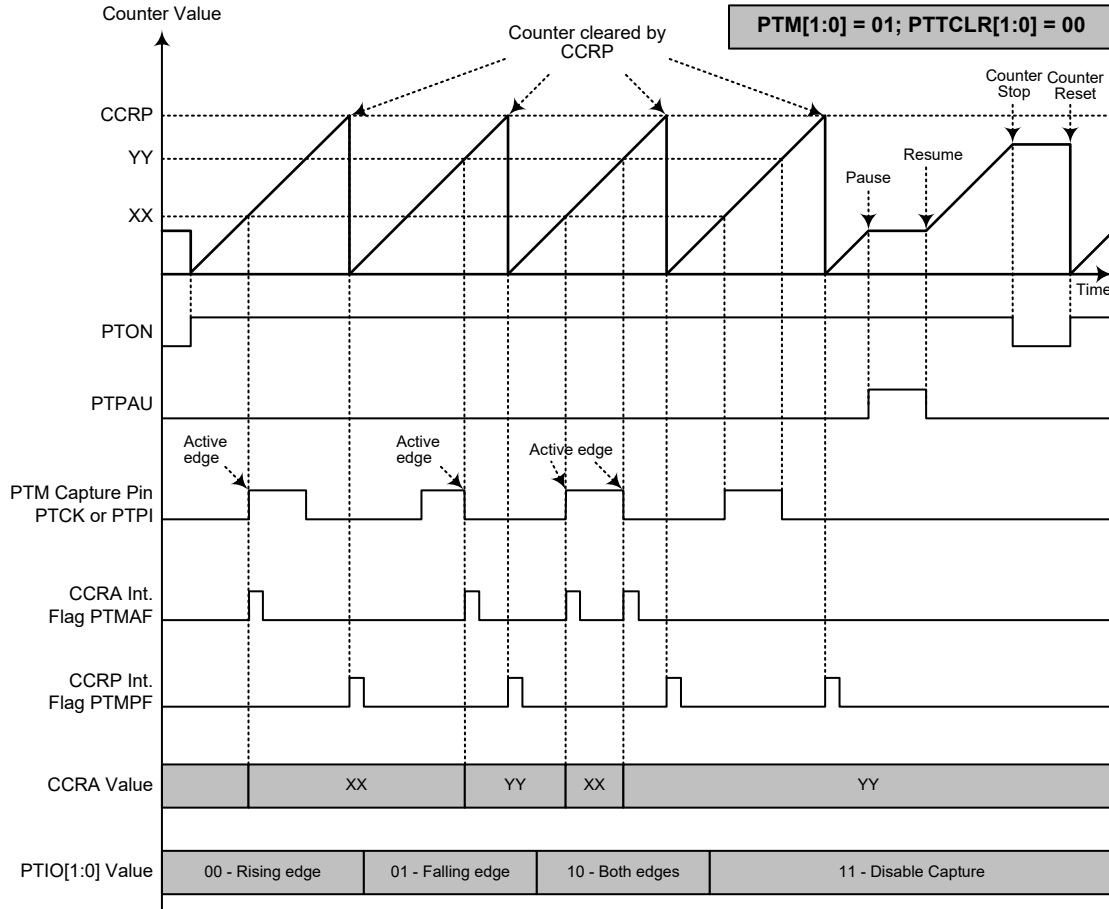 Counter Value
PTM[1:0] = 01; PTTCLR[1:0] = 00
Counter cleared by
CCRP
Counter
Stop
Counter
Reset
CCRP
YY
Resume
Pause
XX
Time
PTON
PTPAU
Active
edge
Active
edge
Active edge
PTM Capture Pin
PTCK or PTPI
CCRA Int.
Flag PTMAF
CCRP Int.
Flag PTMPF
CCRA Value
XX
YY
XX
YY
PTIO[1:0] Value
00 - Rising edge
01 - Falling edge
10 - Both edges
11 - Disable Capture